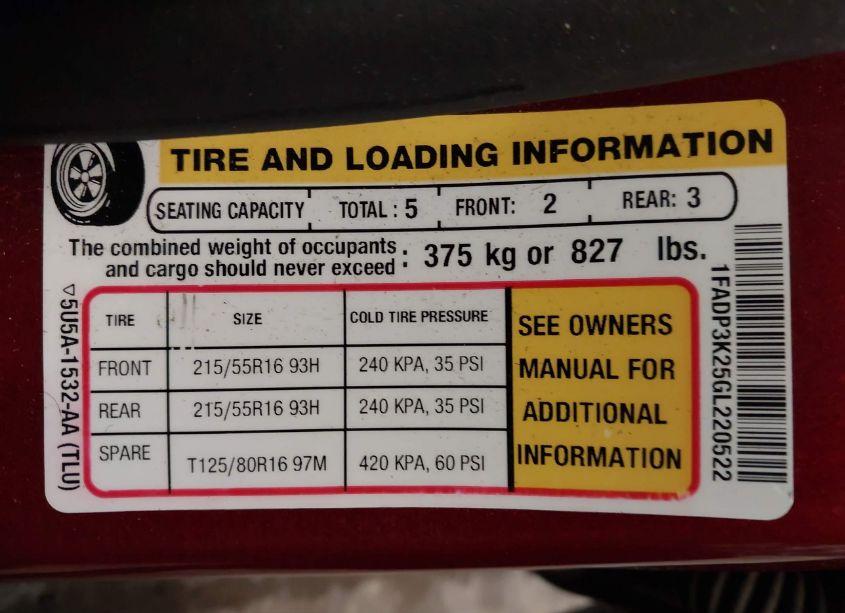 TIRE AND LOADING INFORMATION
SEATING CAPACITY TOTAL : 5 FRONT: 2 REAR: 3
The combined weight of occupants
and cargo should never exceed : 375 kg or 827 lbs.
TIRE SIZE COLD TIRE PRESSURE
FRONT 215/55R16 93H 240 KPA, 35 PSI
REAR 215/55R16 93H 240 KPA, 35 PSI
SPARE T125/80R16 97M 420 KPA, 60 PSI
SEE OWNERS
MANUAL FOR
ADDITIONAL
INFORMATION
▽5U5A-1532-AA (TLU)
1FADP3K25GL220522